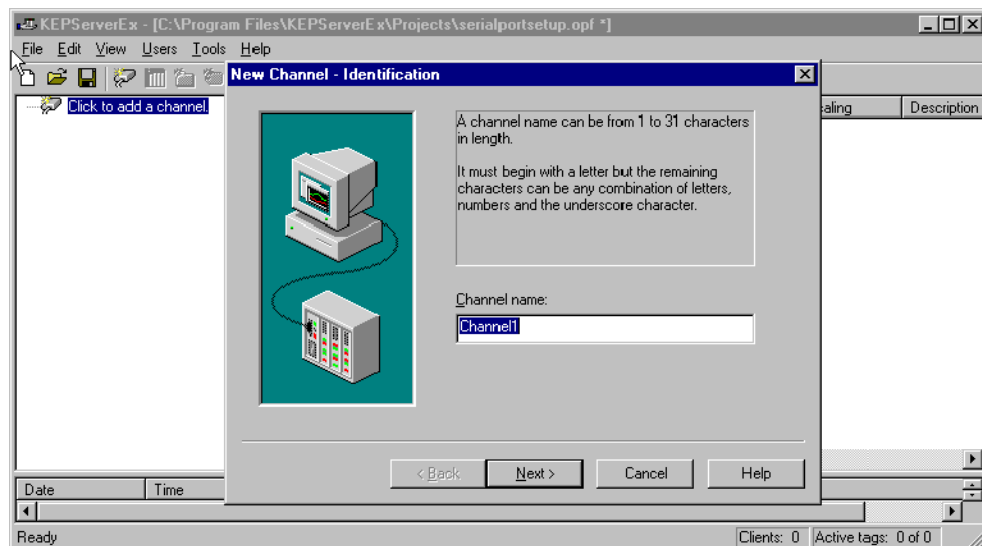 KEPServerEx - [C:\Program Files\KEPServerEx\Projects\serialportsetup.opf *]
File Edit View Users Tools Help
New Channel - Identification
Click to add a channel.
Description
A channel name can be from 1 to 31 characters
in length.
It must begin with a letter but the remaining
characters can be any combination of letters,
numbers and the underscore character.
Channel name:
Channel1
< Back Next > Cancel Help
Date Time
Ready Clients: 0 Active tags: 0 of 0